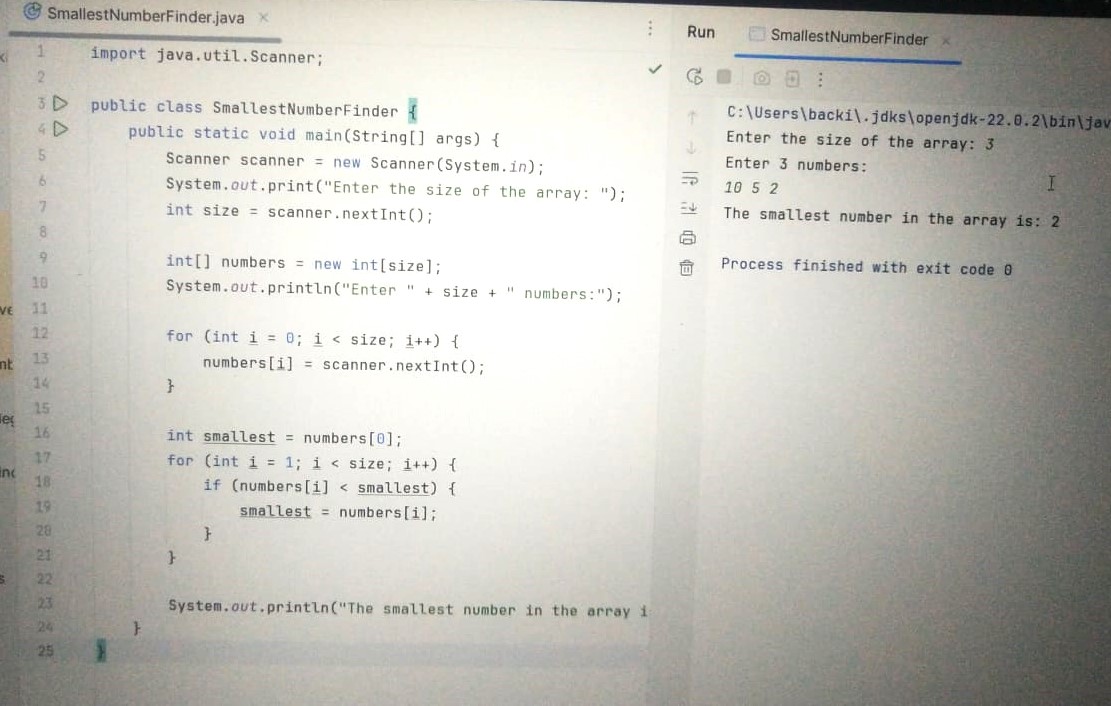 SmallestNumberFinder.java
1 import java.util.Scanner;
2
3 public class SmallestNumberFinder {
4 public static void main(String[] args) {
5 Scanner scanner = new Scanner(System.in);
6 System.out.print("Enter the size of the array: ");
7 int size = scanner.nextInt();
8
9 int[] numbers = new int[size];
10 System.out.println("Enter " + size + " numbers:");
11
12 for (int i = 0; i < size; i++) {
13 numbers[i] = scanner.nextInt();
14 }
15
16 int smallest = numbers[0];
17 for (int i = 1; i < size; i++) {
18 if (numbers[i] < smallest) {
19 smallest = numbers[i];
20 }
21 }
22
23 System.out.println("The smallest number in the array i
24 }
25 }
Run SmallestNumberFinder
C:\Users\backi\.jdks\openjdk-22.0.2\bin\jav
Enter the size of the array: 3
Enter 3 numbers:
10 5 2
The smallest number in the array is: 2
Process finished with exit code 0